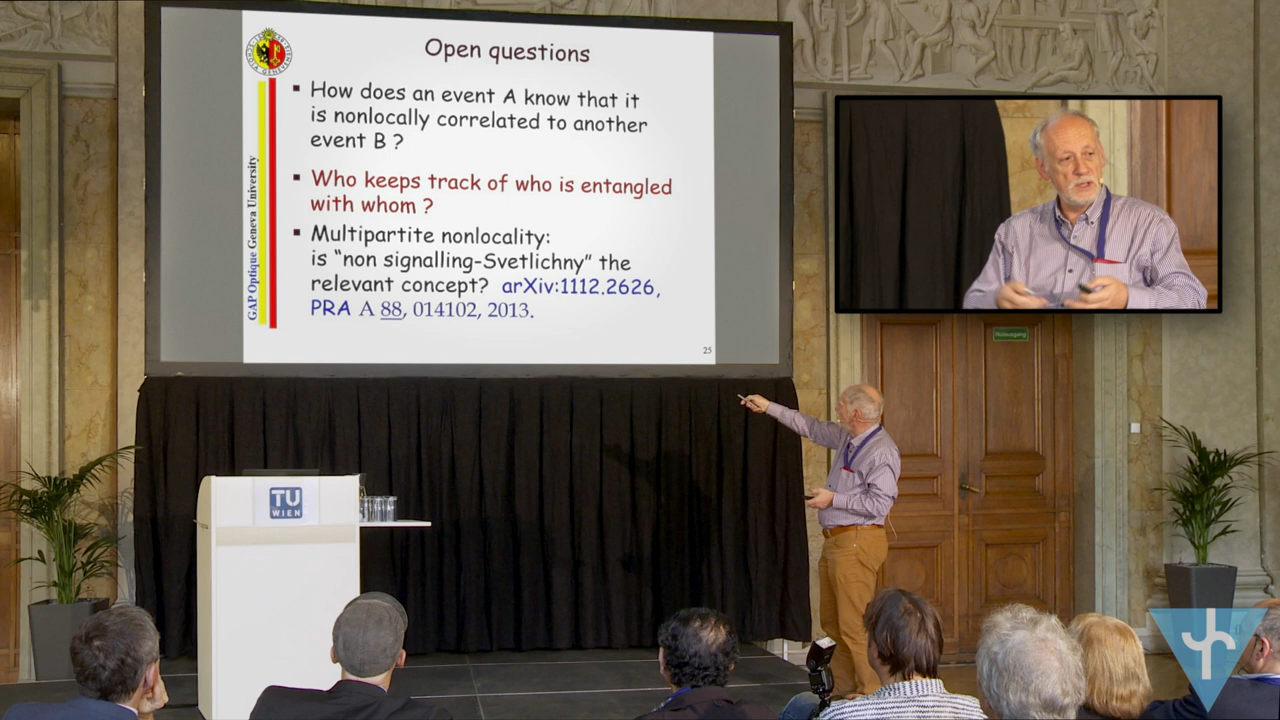 Open questions
▪ How does an event A know that it
is nonlocally correlated to another
event B ?
▪ Who keeps track of who is entangled
with whom ?
▪ Multipartite nonlocality:
is “non signalling-Svetlichny” the
relevant concept? arXiv:1112.2626,
PRA A 88, 014102, 2013.
GAP Optique Geneva University
25
Notausgang
TU
WIEN